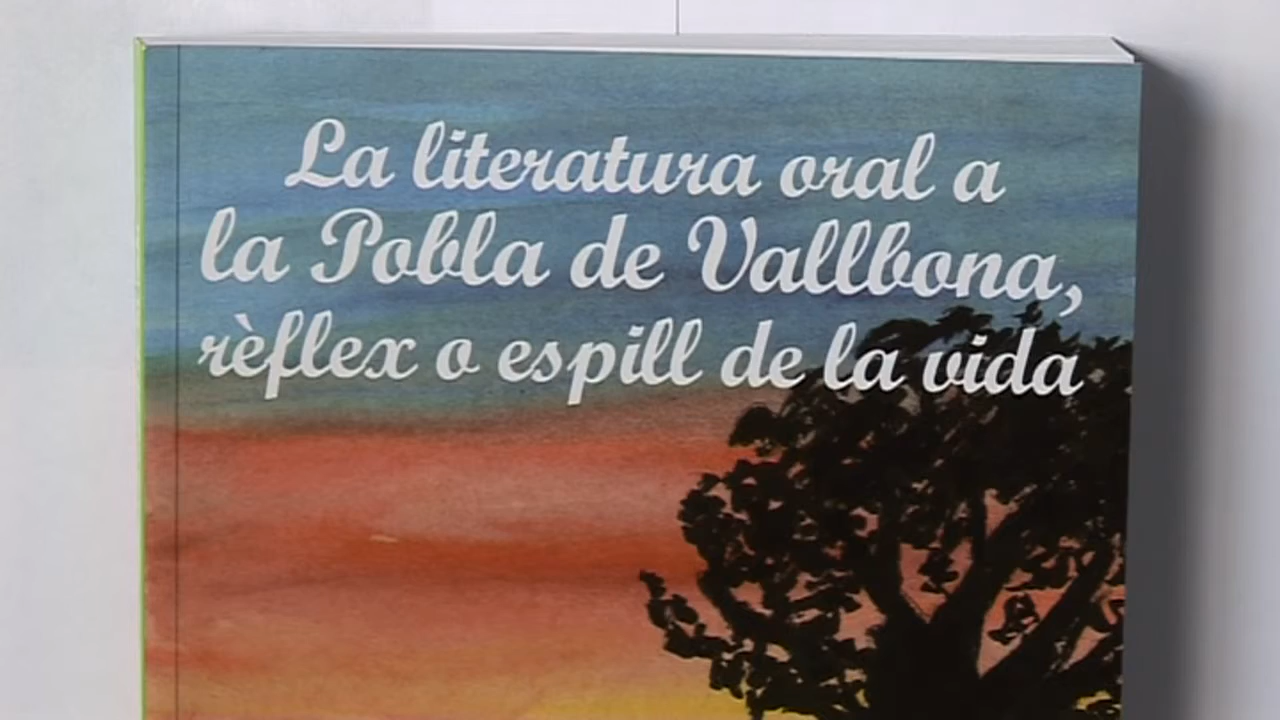 La literatura oral a
la Pobla de Vallbona,
rèflex o espill de la vida